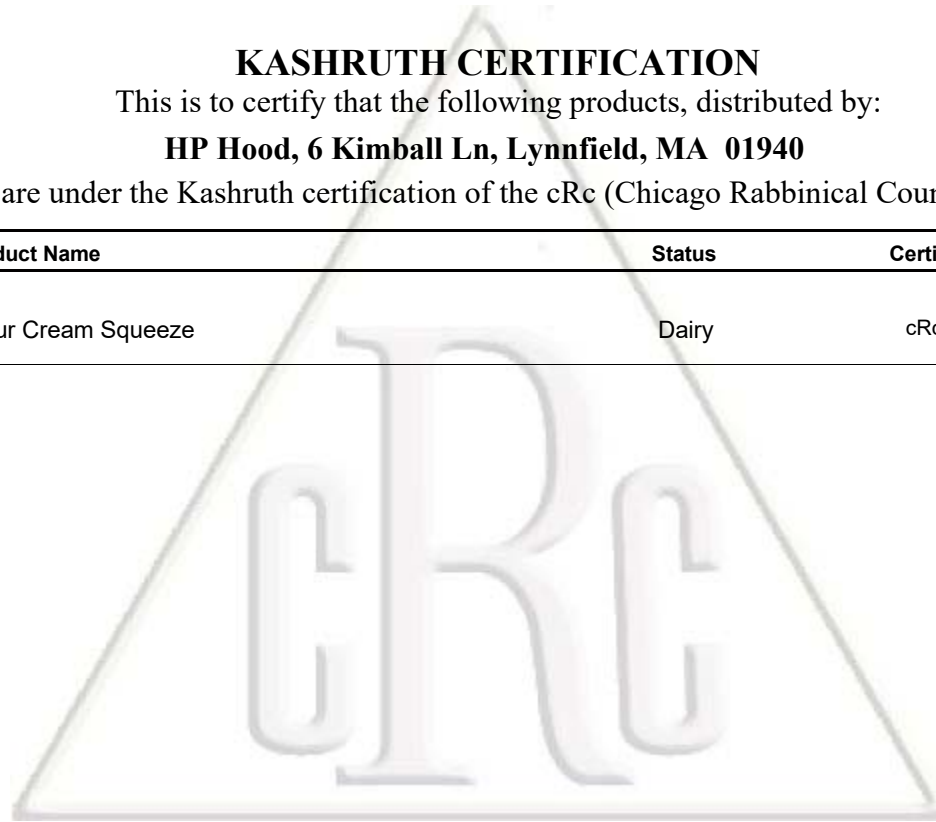 KASHRUTH CERTIFICATION
This is to certify that the following products, distributed by:
HP Hood, 6 Kimball Ln, Lynnfield, MA 01940
are under the Kashruth certification of the cRc (Chicago Rabbinical Coun
duct Name Status Certi
ur Cream Squeeze Dairy cRc
cRc